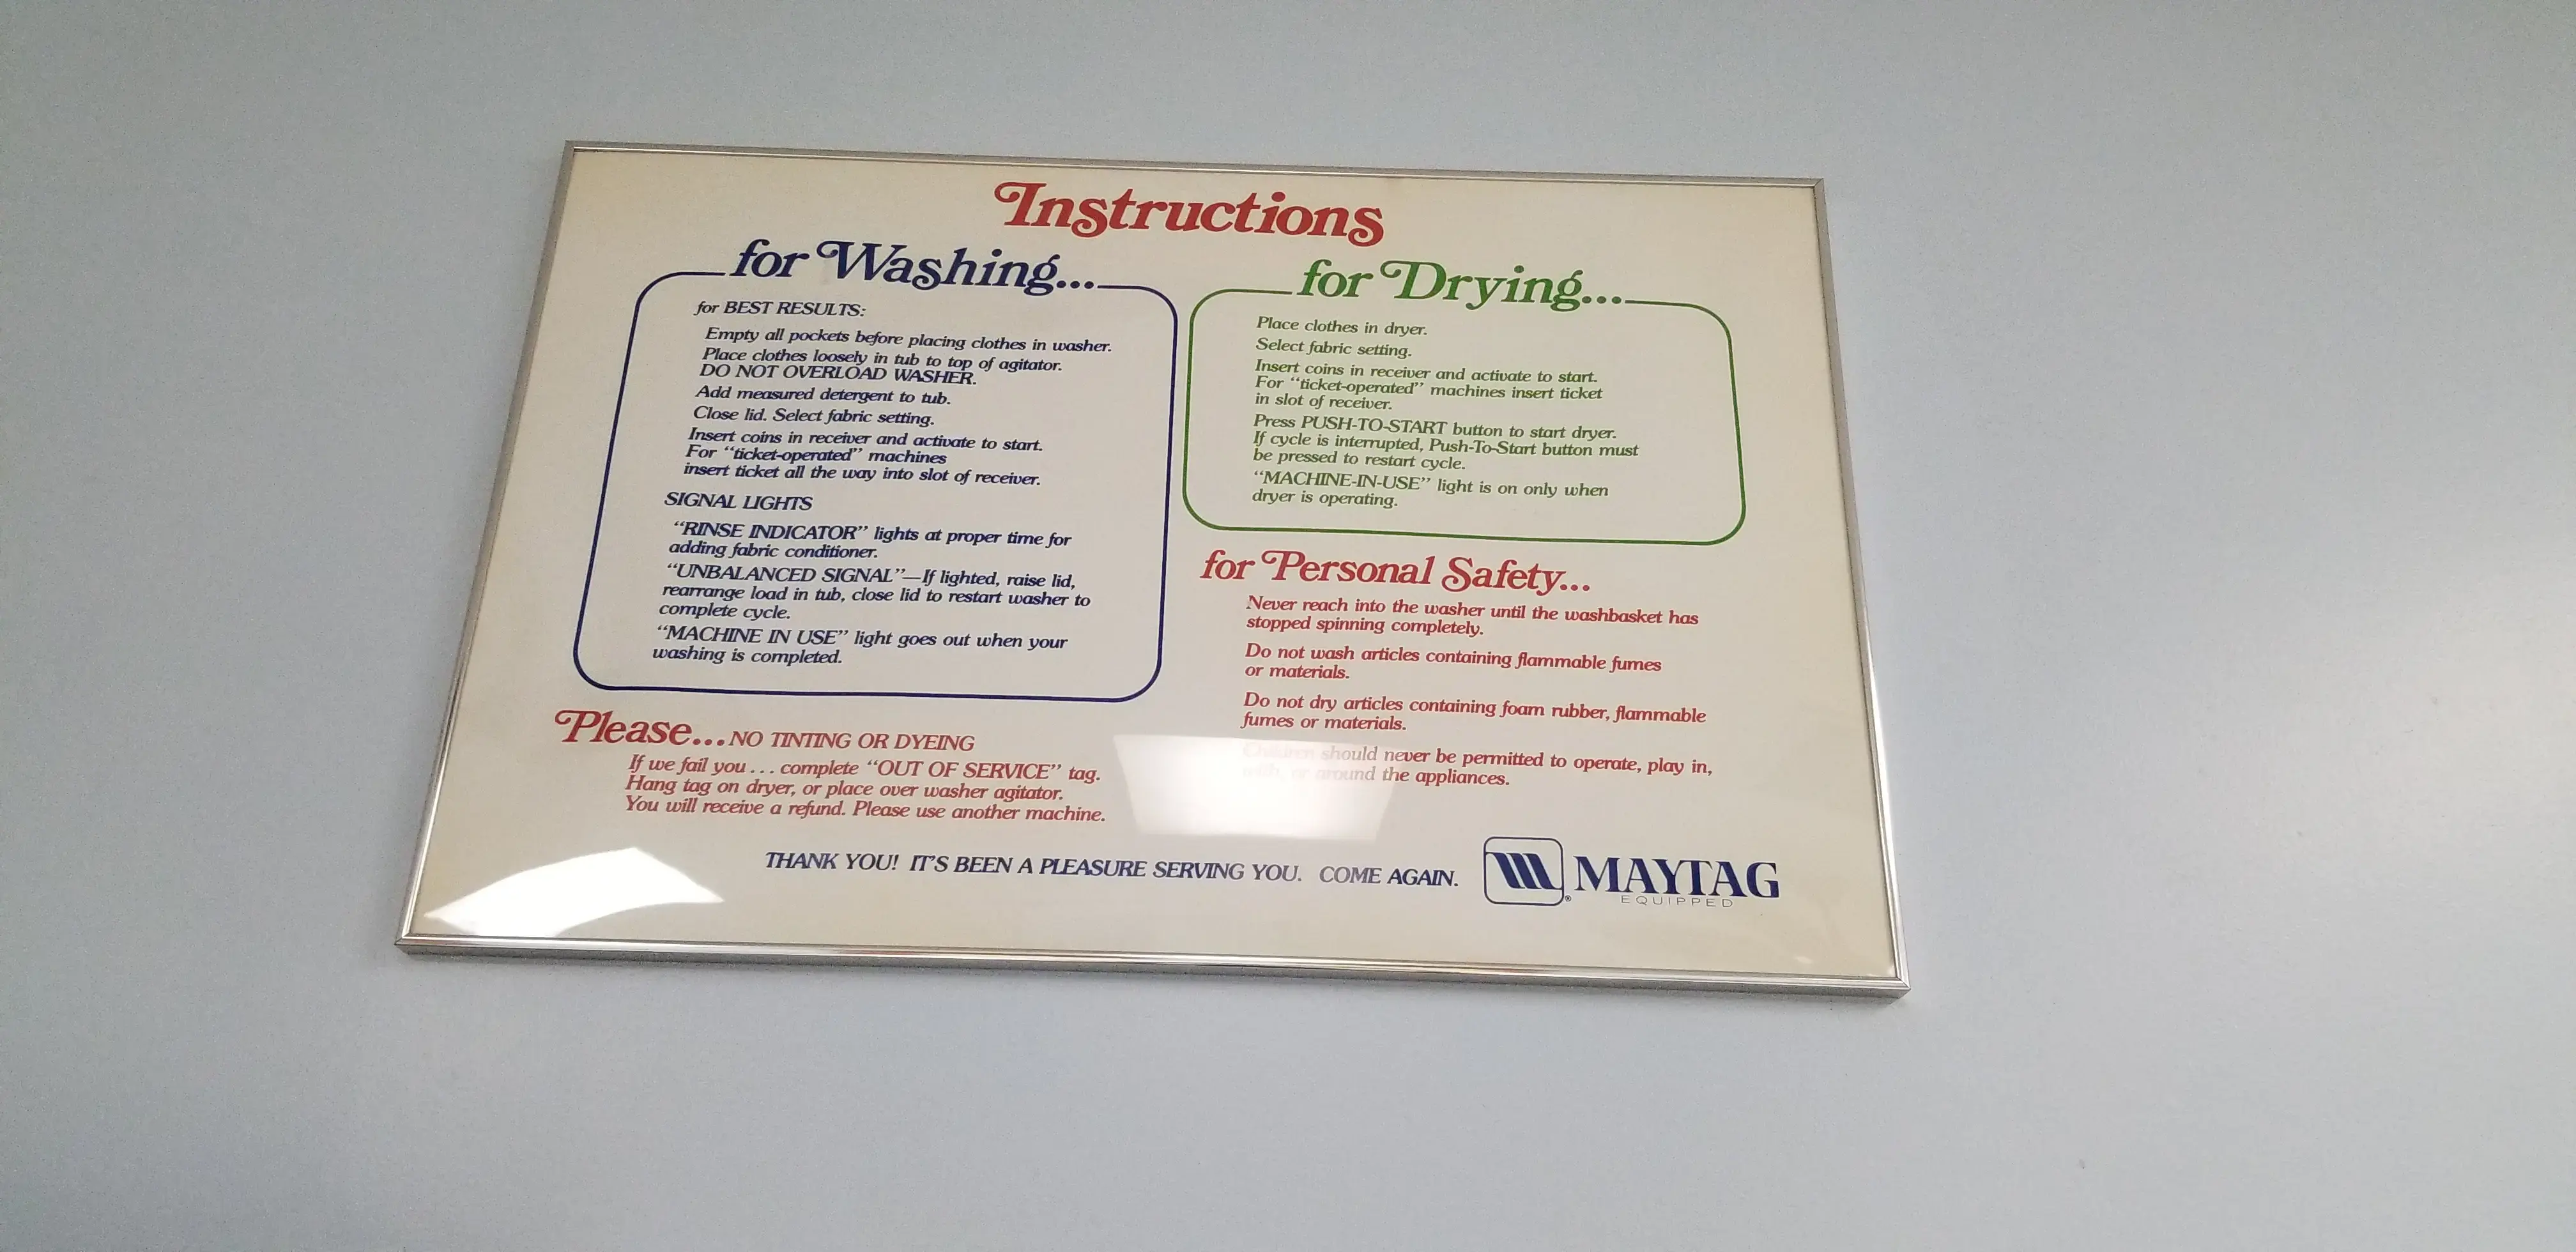 Instructions
for Washing...
for BEST RESULTS:
Empty all pockets before placing clothes in washer.
Place clothes loosely in tub to top of agitator.
DO NOT OVERLOAD WASHER.
Add measured detergent to tub.
Close lid. Select fabric setting.
Insert coins in receiver and activate to start.
For “ticket-operated” machines
insert ticket all the way into slot of receiver.
SIGNAL LIGHTS
“RINSE INDICATOR” lights at proper time for
adding fabric conditioner.
“UNBALANCED SIGNAL”—If lighted, raise lid,
rearrange load in tub, close lid to restart washer to
complete cycle.
“MACHINE IN USE” light goes out when your
washing is completed.
for Drying...
Place clothes in dryer.
Select fabric setting.
Insert coins in receiver and activate to start.
For “ticket-operated” machines insert ticket
in slot of receiver.
Press PUSH-TO-START button to start dryer.
If cycle is interrupted, Push-To-Start button must
be pressed to restart cycle.
“MACHINE-IN-USE” light is on only when
dryer is operating.
for Personal Safety...
Never reach into the washer until the washbasket has
stopped spinning completely.
Do not wash articles containing flammable fumes
or materials.
Do not dry articles containing foam rubber, flammable
fumes or materials.
Children should never be permitted to operate, play in,
with, or around the appliances.
Please... NO TINTING OR DYEING
If we fail you... complete “OUT OF SERVICE” tag.
Hang tag on dryer, or place over washer agitator.
You will receive a refund. Please use another machine.
THANK YOU! IT'S BEEN A PLEASURE SERVING YOU. COME AGAIN.
MAYTAG
EQUIPPED